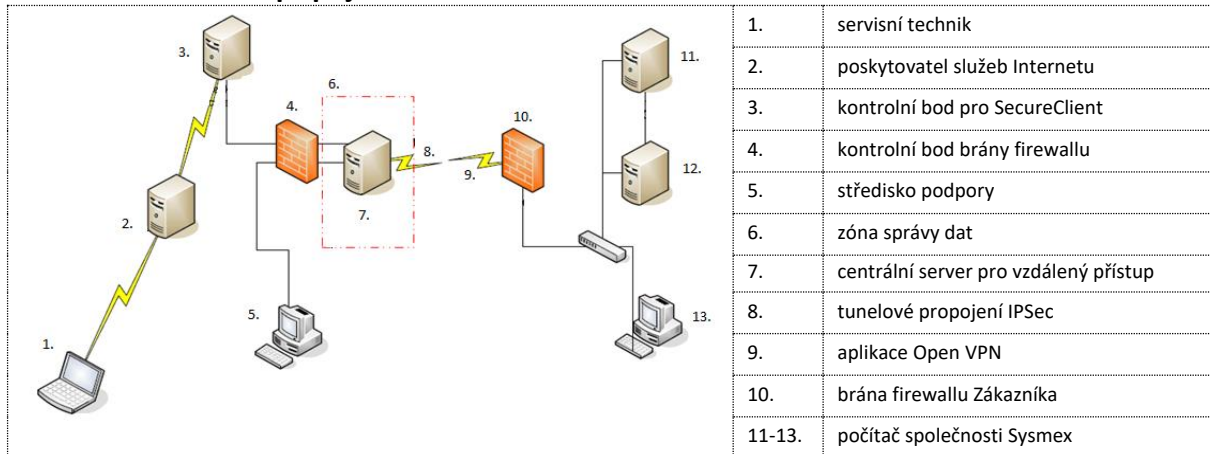 1. servisní technik
2. poskytovatel služeb Internetu
3. kontrolní bod pro SecureClient
4. kontrolní bod brány firewallu
5. středisko podpory
6. zóna správy dat
7. centrální server pro vzdálený přístup
8. tunelové propojení IPSec
9. aplikace Open VPN
10. brána firewallu Zákazníka
11-13. počítač společnosti Sysmex
3.
6.
11.
4.
10.
8.
9.
12.
2.
7.
5.
13.
1.